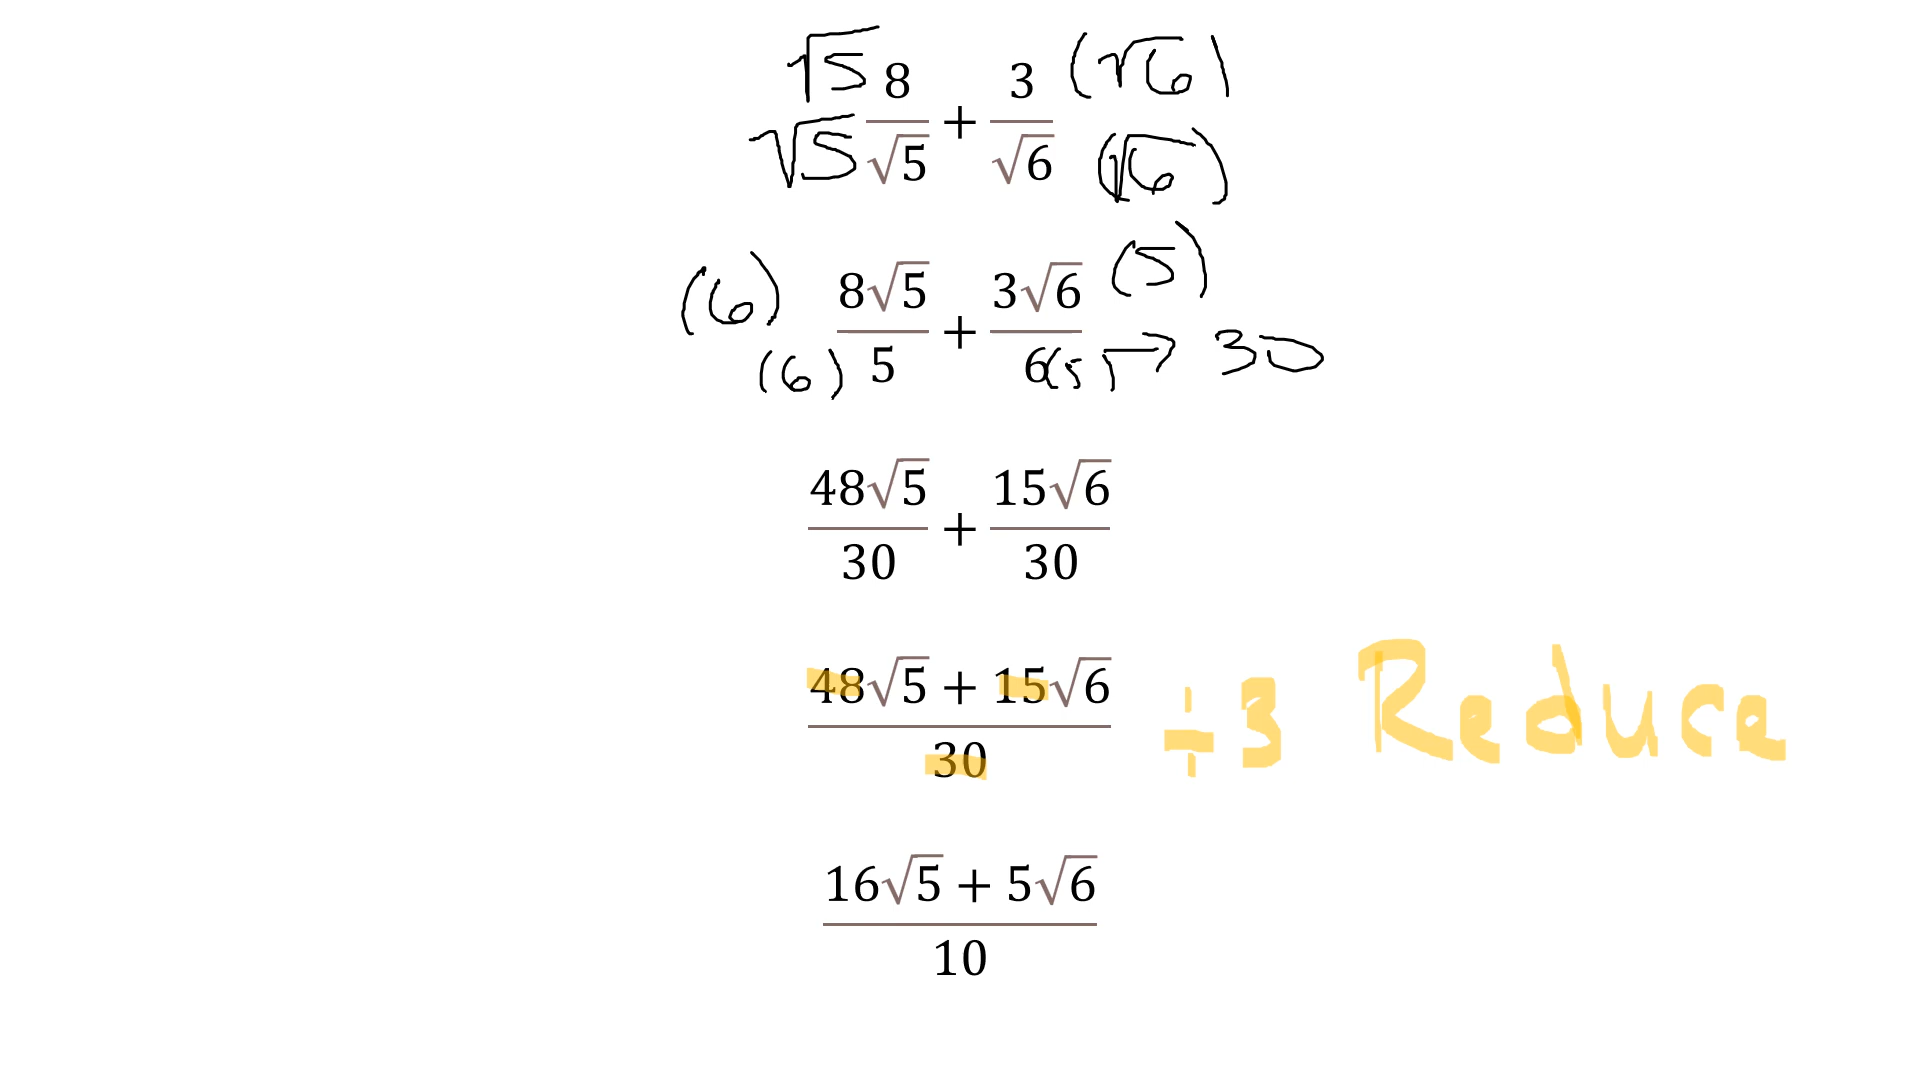 √5 8/√5 √5 + 3/√6 (√6) (√6)
(6) 8√5/5 (6) + 3√6/6 (5) (5) → 30
48√5/30 + 15√6/30
(48√5 + 15√6)/30 ÷3 Reduce
(16√5 + 5√6)/10